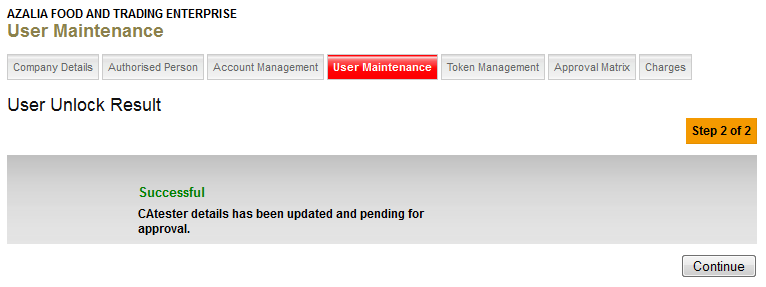 AZALIA FOOD AND TRADING ENTERPRISE
User Maintenance
Company Details Authorised Person Account Management User Maintenance Token Management Approval Matrix Charges
User Unlock Result
Step 2 of 2
Successful
CAtester details has been updated and pending for
approval.
Continue